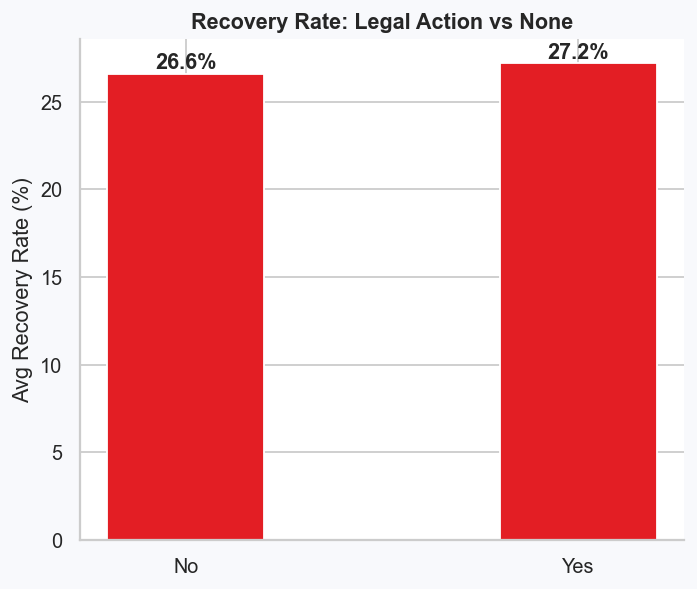 Recovery Rate: Legal Action vs None
26.6%
27.2%
Avg Recovery Rate (%)
25
20
15
10
5
0
No
Yes